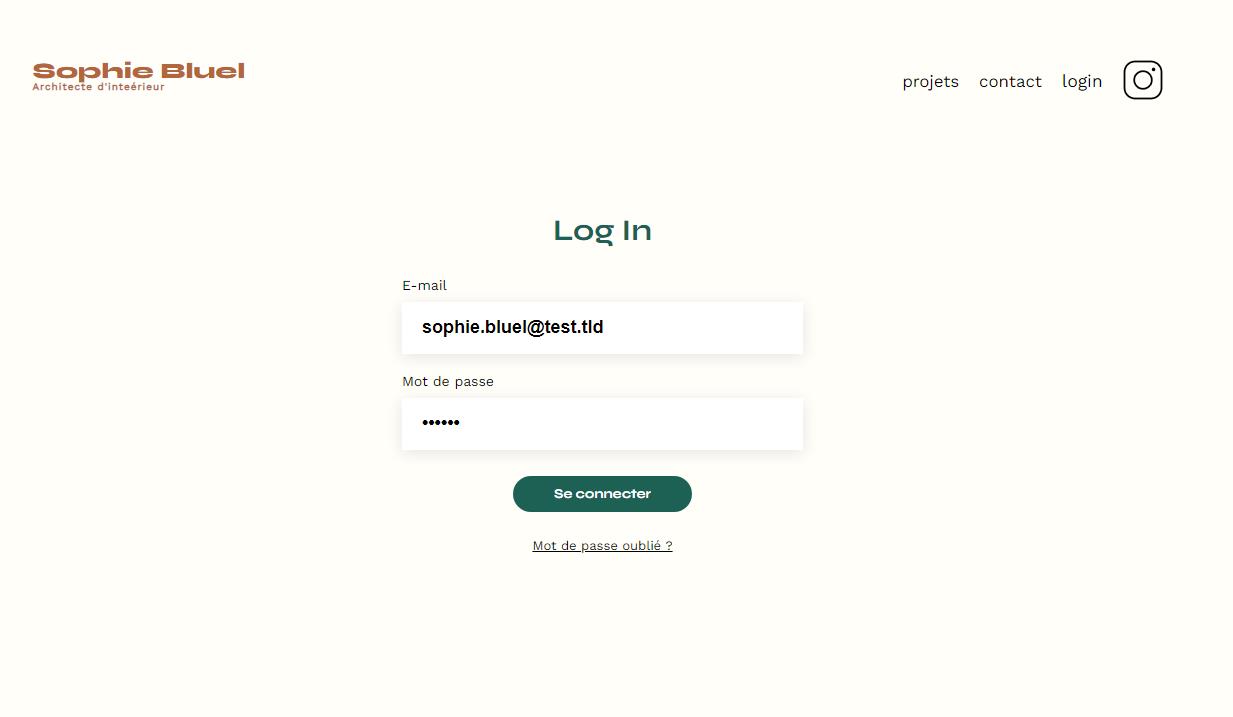 Sophie Bluel
Architecte d'inteérieur
projets contact login
Log In
E-mail
sophie.bluel@test.tld
Mot de passe
••••••
Se connecter
Mot de passe oublié ?